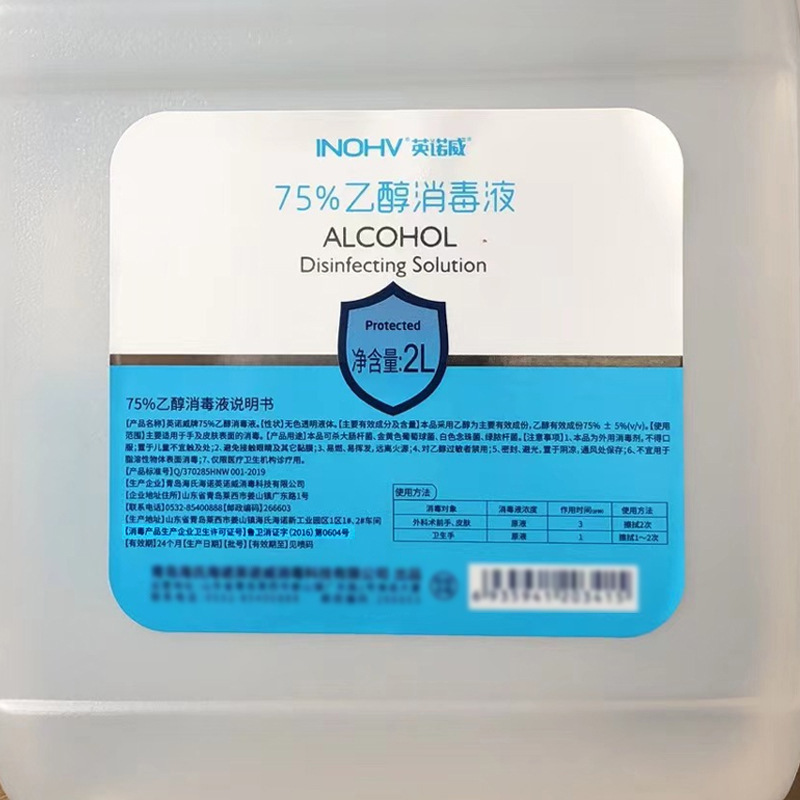 INOHV® 英诺威®
75%乙醇消毒液
ALCOHOL
Disinfecting Solution
Protected
净含量:2L
75%乙醇消毒液说明书
[产品名称]英诺威牌75%乙醇消毒液。[性状]无色透明液体。[主要有效成分及含量]本品采用乙醇为主要有效成份,乙醇有效成份75% ± 5%(v/v)。[使用
范围]主要适用于手及皮肤表面的消毒。[产品用途]本品可杀大肠杆菌、金黄色葡萄球菌、白色念珠菌、绿脓杆菌。[注意事项]1、本品为外用消毒剂,不得口
服;置于儿童不宜触及处;2、避免接触眼睛及其它黏膜;3、易燃、易挥发,远离火源;4、对乙醇过敏者禁用;5、密封、避光,置于阴凉,通风处保存;6、不宜用于
脂溶性物体表面消毒;7、仅限医疗卫生机构诊疗用。
[产品标准号]Q/370285HNW 001-2019
[生产企业]青岛海氏海诺英诺威消毒科技有限公司
[企业地址/住所]山东省青岛莱西市姜山镇广东路1号
[联系电话]0532-85400888[邮政编码]266603
[生产地址]山东省青岛莱西市姜山镇海氏海诺新工业园区1区1#、2#车间
[消毒产品生产企业卫生许可证号]鲁卫消证字(2016)第0604号
[有效期]24个月[生产日期][批号][有效期至]见喷码
使用方法
消毒对象 消毒液浓度 作用时间(min) 使用方法
外科术前手、皮肤 原液 3 擦拭2次
卫生手 原液 1 擦拭1~2次